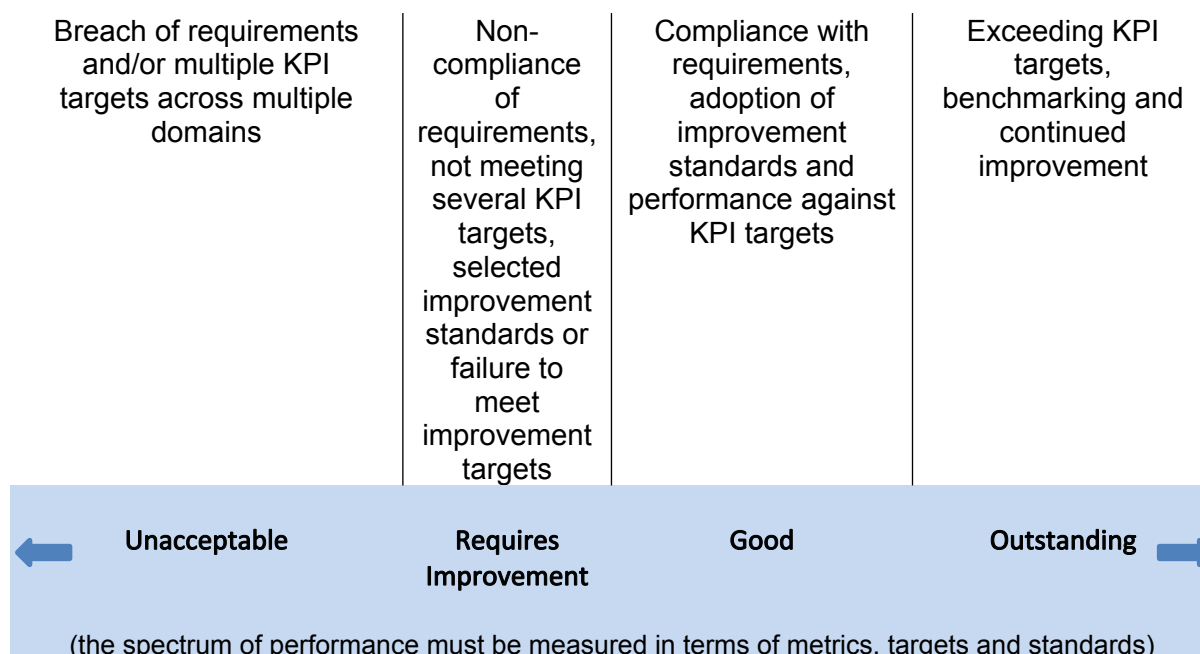 Breach of requirements
and/or multiple KPI
targets across multiple
domains
Non-
compliance
of
requirements,
not meeting
several KPI
targets,
selected
improvement
standards or
failure to
meet
improvement
targets
Compliance with
requirements,
adoption of
improvement
standards and
performance against
KPI targets
Exceeding KPI
targets,
benchmarking and
continued
improvement
Unacceptable
Requires
Improvement
Good
Outstanding
(the spectrum of performance must be measured in terms of metrics, targets and standards)